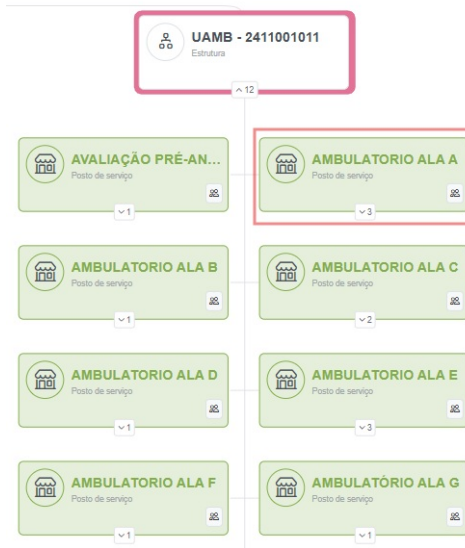 UAMB - 2411001011
Estrutura
12
AVALIAÇÃO PRÉ-AN...
Posto de serviço
1
AMBULATORIO ALA A
Posto de serviço
3
AMBULATORIO ALA B
Posto de serviço
1
AMBULATORIO ALA C
Posto de serviço
2
AMBULATORIO ALA D
Posto de serviço
1
AMBULATORIO ALA E
Posto de serviço
3
AMBULATORIO ALA F
Posto de serviço
1
AMBULATÓRIO ALA G
Posto de serviço
1